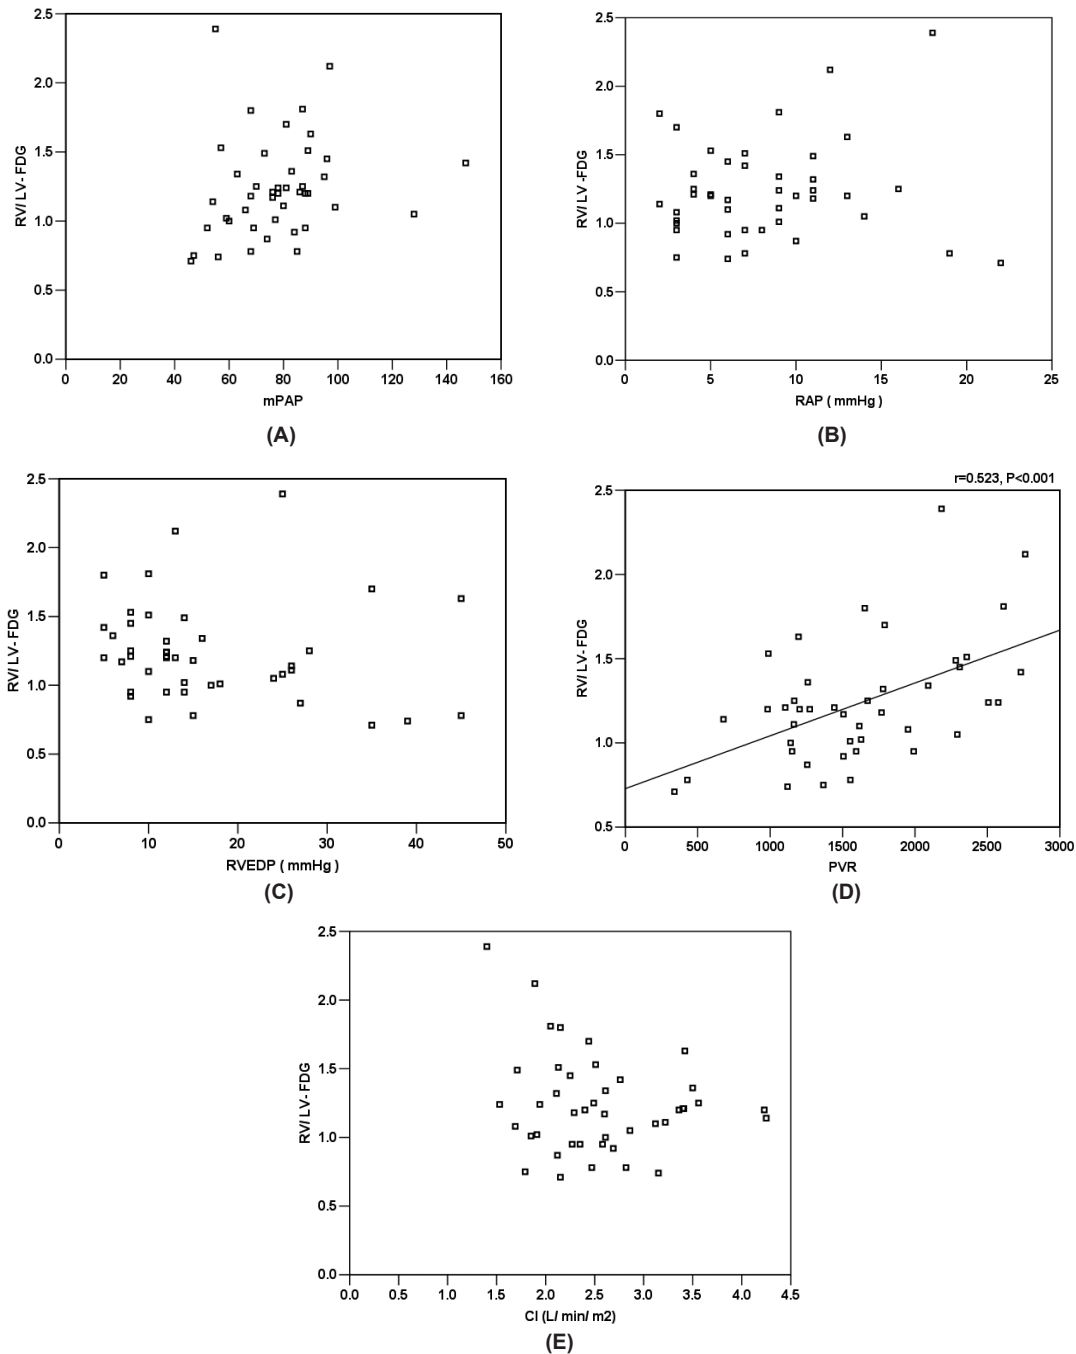 2.5
2.0
1.5
1.0
0.5
0.0
RV/ LV- FDG
0 20 40 60 80 100 120 140 160
mPAP
(A)
2.5
2.0
1.5
1.0
0.5
0.0
RV/ LV -FDG
0 5 10 15 20 25
RAP ( mmHg )
(B)
2.5
2.0
1.5
1.0
0.5
0.0
RV/ LV- FDG
0 10 20 30 40 50
RVEDP ( mmHg )
(C)
r=0.523, P<0.001
2.5
2.0
1.5
1.0
0.5
RV/ LV- FDG
0 500 1000 1500 2000 2500 3000
PVR
(D)
2.5
2.0
1.5
1.0
0.5
0.0
RV/ LV- FDG
0.0 0.5 1.0 1.5 2.0 2.5 3.0 3.5 4.0 4.5
CI (L/ min/ m2)
(E)